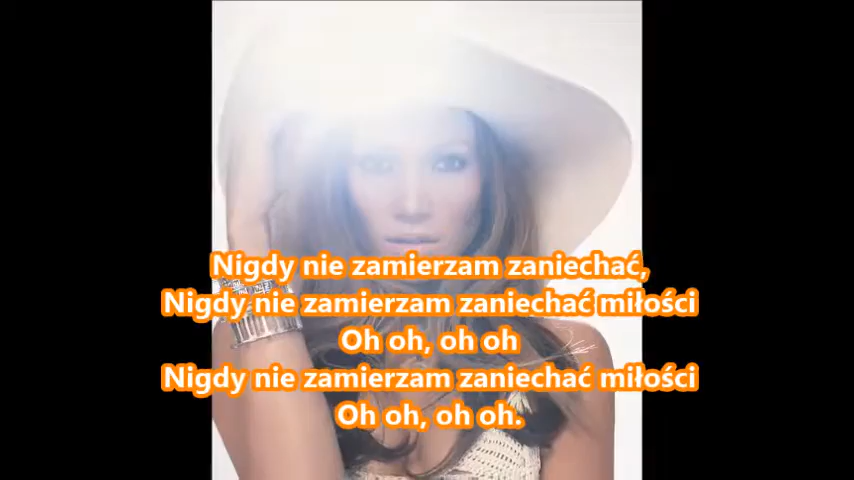 Nigdy nie zamierzam zaniechać,
Nigdy nie zamierzam zaniechać miłości
Oh oh, oh oh
Nigdy nie zamierzam zaniechać miłości
Oh oh, oh oh.